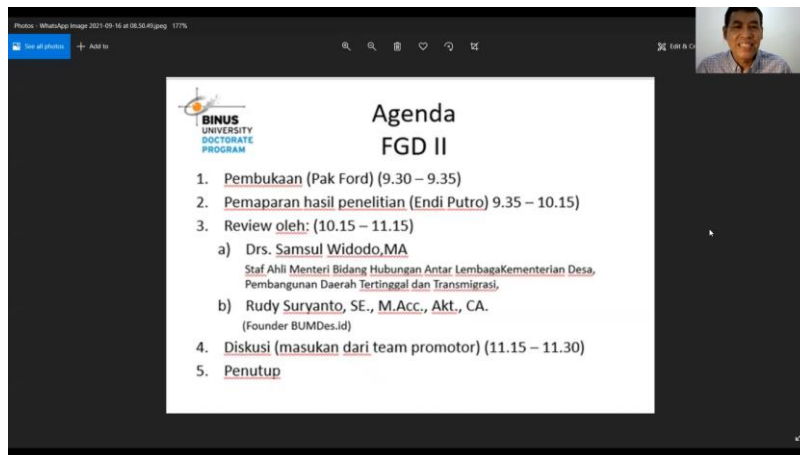 Photos - WhatsApp Image 2021-09-16 at 08.50.49.jpeg 177%
See all photos + Add to
Edit & Cr
BINUS
UNIVERSITY
DOCTORATE
PROGRAM
Agenda
FGD II
1. Pembukaan (Pak Ford) (9.30 – 9.35)
2. Pemaparan hasil penelitian (Endi Putro) 9.35 – 10.15)
3. Review oleh: (10.15 – 11.15)
a) Drs. Samsul Widodo,MA
Staf Ahli Menteri Bidang Hubungan Antar LembagaKementerian Desa,
Pembangunan Daerah Tertinggal dan Transmigrasi,
b) Rudy Suryanto, SE., M.Acc., Akt., CA.
(Founder BUMDes.id)
4. Diskusi (masukan dari team promotor) (11.15 – 11.30)
5. Penutup